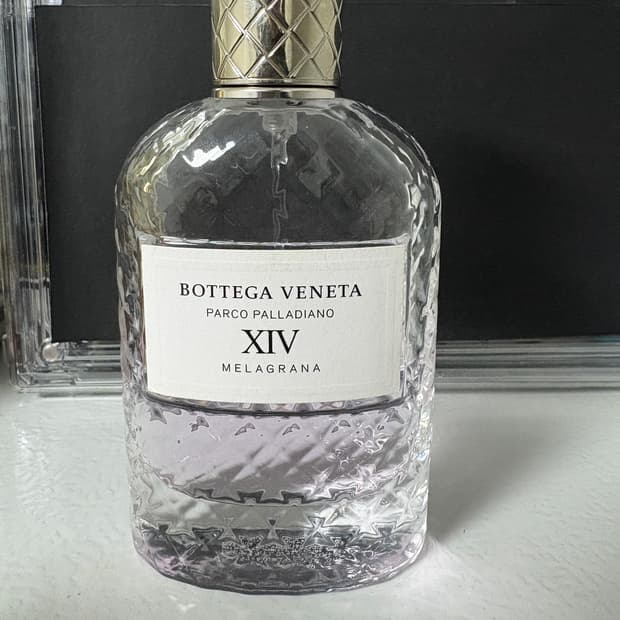 BOTTEGA VENETA
PARCO PALLADIANO
XIV
MELAGRANA